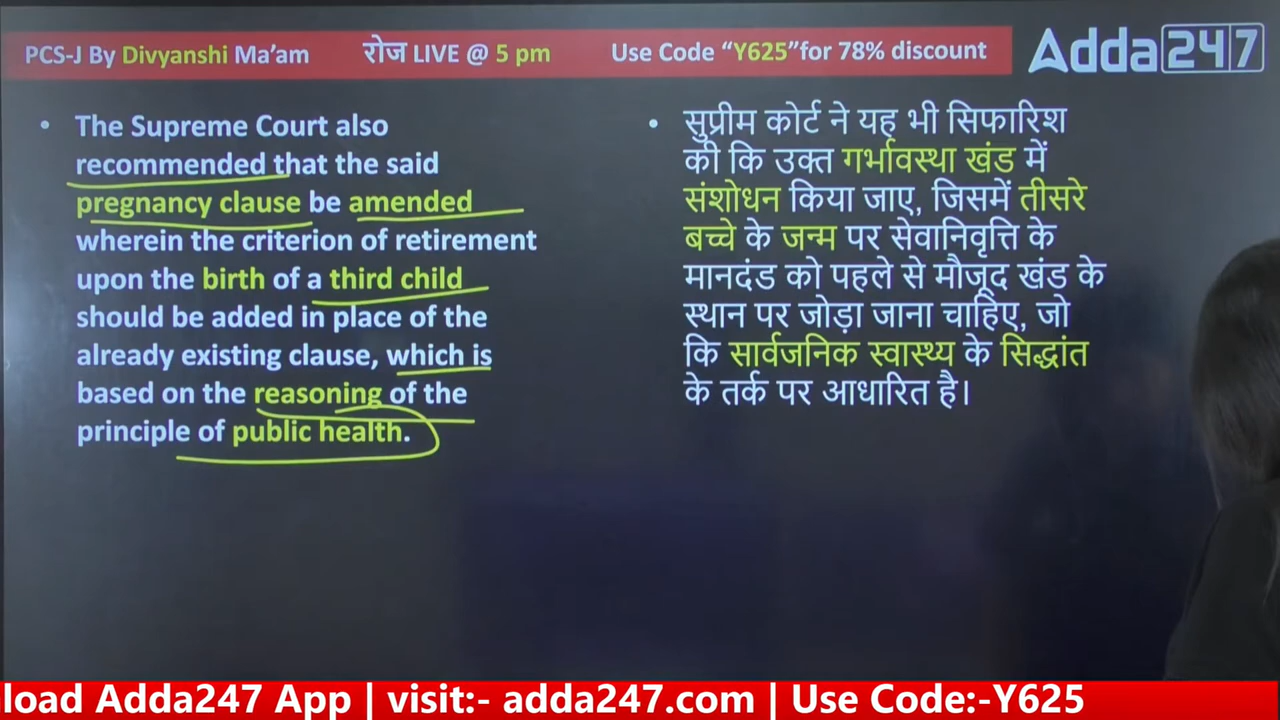 PCS-J By Divyanshi Ma’am रोज LIVE @ 5 pm Use Code “Y625”for 78% discount
Adda247
• The Supreme Court also
recommended that the said
pregnancy clause be amended
wherein the criterion of retirement
upon the birth of a third child
should be added in place of the
already existing clause, which is
based on the reasoning of the
principle of public health.
• सुप्रीम कोर्ट ने यह भी सिफारिश
की कि उक्त गर्भावस्था खंड में
संशोधन किया जाए, जिसमें तीसरे
बच्चे के जन्म पर सेवानिवृत्ति के
मानदंड को पहले से मौजूद खंड के
स्थान पर जोड़ा जाना चाहिए, जो
कि सार्वजनिक स्वास्थ्य के सिद्धांत
के तर्क पर आधारित है।
load Adda247 App | visit:- adda247.com | Use Code:-Y625